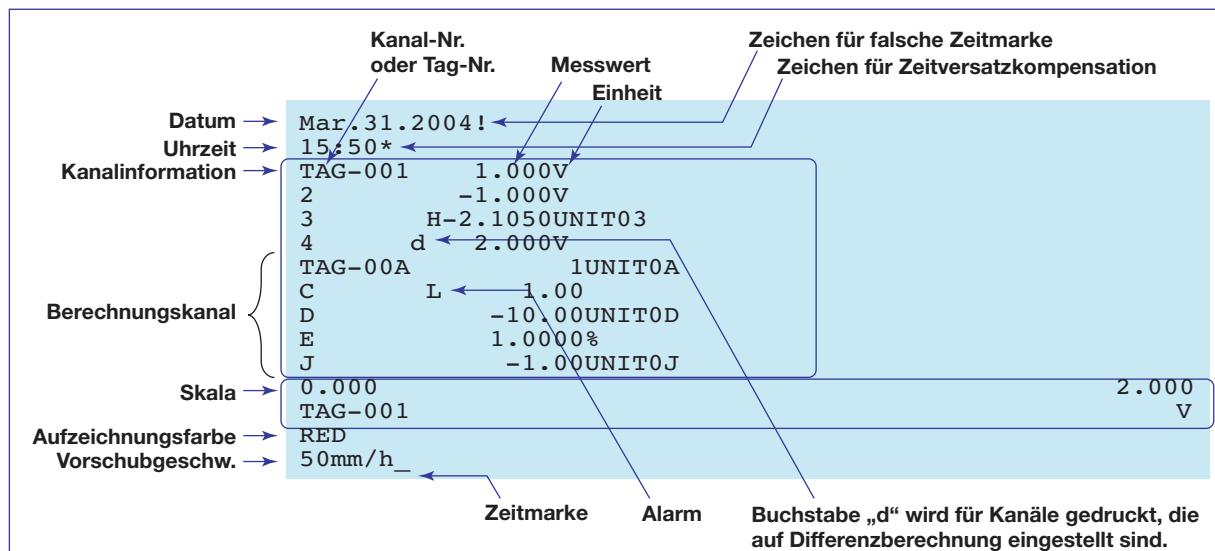 Kanal-Nr.
oder Tag-Nr.
Messwert
Einheit
Zeichen für falsche Zeitmarke
Zeichen für Zeitversatzkompensation
Datum
Mar.31.2004!
Uhrzeit
15:50*
Kanalinformation
TAG-001 1.000V
2 -1.000V
3 H-2.1050UNIT03
4 d 2.000V
TAG-00A 1UNIT0A
C L 1.00
Berechnungskanal
D -10.00UNIT0D
E 1.0000%
J -1.00UNIT0J
Skala
0.000 2.000
TAG-001 V
Aufzeichnungsfarbe
RED
Vorschubgeschw.
50mm/h_
Zeitmarke
Alarm
Buchstabe „d“ wird für Kanäle gedruckt, die
auf Differenzberechnung eingestellt sind.